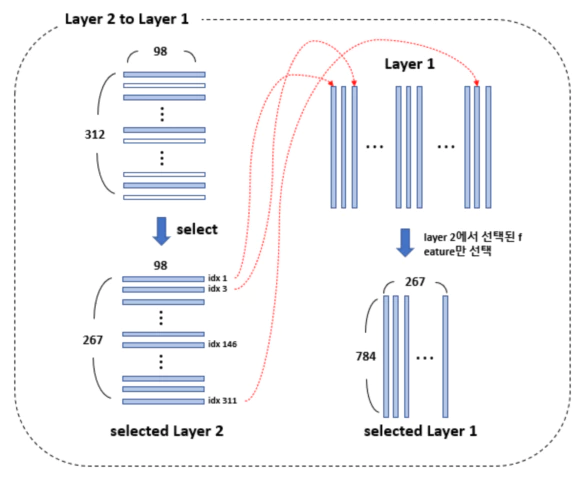 Layer 2 to Layer 1
98
312
select
98
idx 1
idx 3
267
idx 146
idx 311
selected Layer 2
Layer 1
layer 2에서 선택된 f
eature만 선택
267
784
selected Layer 1